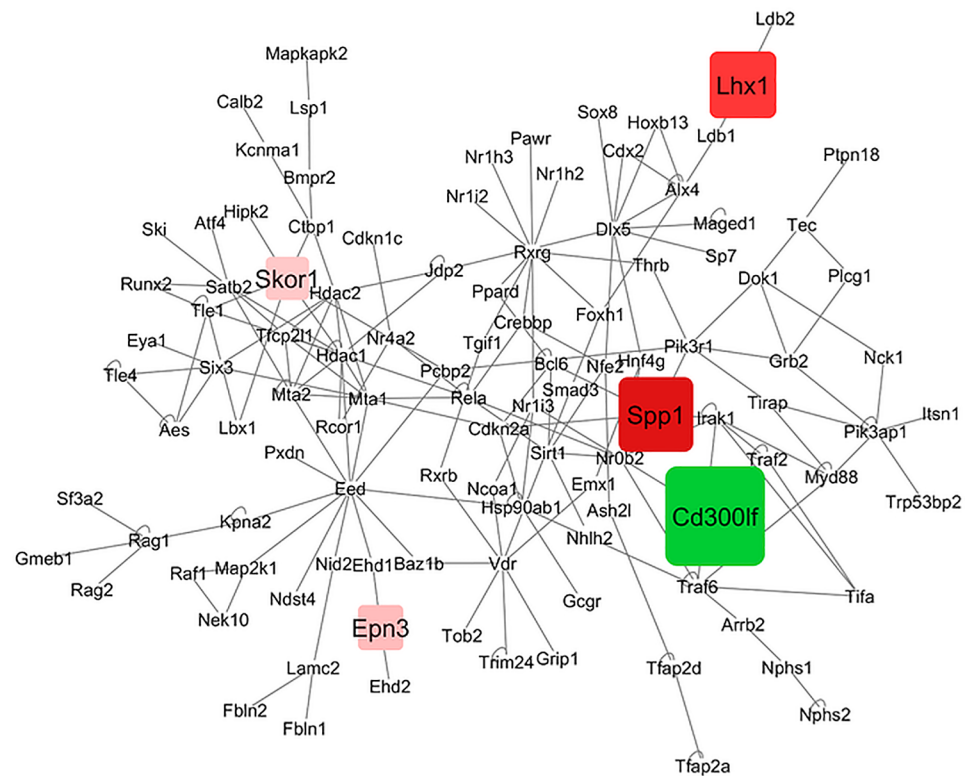 Ldb2
Mapkapk2
Lhx1
Calb2
Lsp1
Sox8
Hoxb13
Ldb1
Pawr
Kcnma1
Cdx2
Nr1h3
Ptpn18
Bmpr2
Nr1h2
Alx4
Nr1i2
Hipk2
Atf4
Ctbp1
Maged1
Ski
Dlx5
Tec
Cdkn1c
Rxrg
Sp7
Jdp2
Thrb
Skor1
Dok1
Plcg1
Runx2
Satb2
Hdac2
Ppard
Tle1
Foxh1
Crebbp
Eya1
Tfcp2l1
Nr4a2
Tgif1
Pik3r1
Hdac1
Bcl6
Nfe2
Hnf4g
Grb2
Nck1
Tle4
Six3
Pcbp2
Smad3
Mta2
Mta1
Rela
Nr1i3
Spp1
Tirap
Irak1
Itsn1
Aes
Lbx1
Rcor1
Cdkn2a
Pik3ap1
Pxdn
Sirt1
Nr0b2
Traf2
Rxrb
Myd88
Eed
Ncoa1
Emx1
Sf3a2
Hsp90ab1
Ash2l
Cd300lf
Trp53bp2
Kpna2
Rag1
Nhlh2
Gmeb1
Raf1
Map2k1
Nid2
Ehd1
Baz1b
Vdr
Rag2
Ndst4
Gcgr
Traf6
Tifa
Nek10
Epn3
Tob2
Arrb2
Trim24
Grip1
Lamc2
Tfap2d
Nphs1
Ehd2
Fbln2
Fbln1
Nphs2
Tfap2a